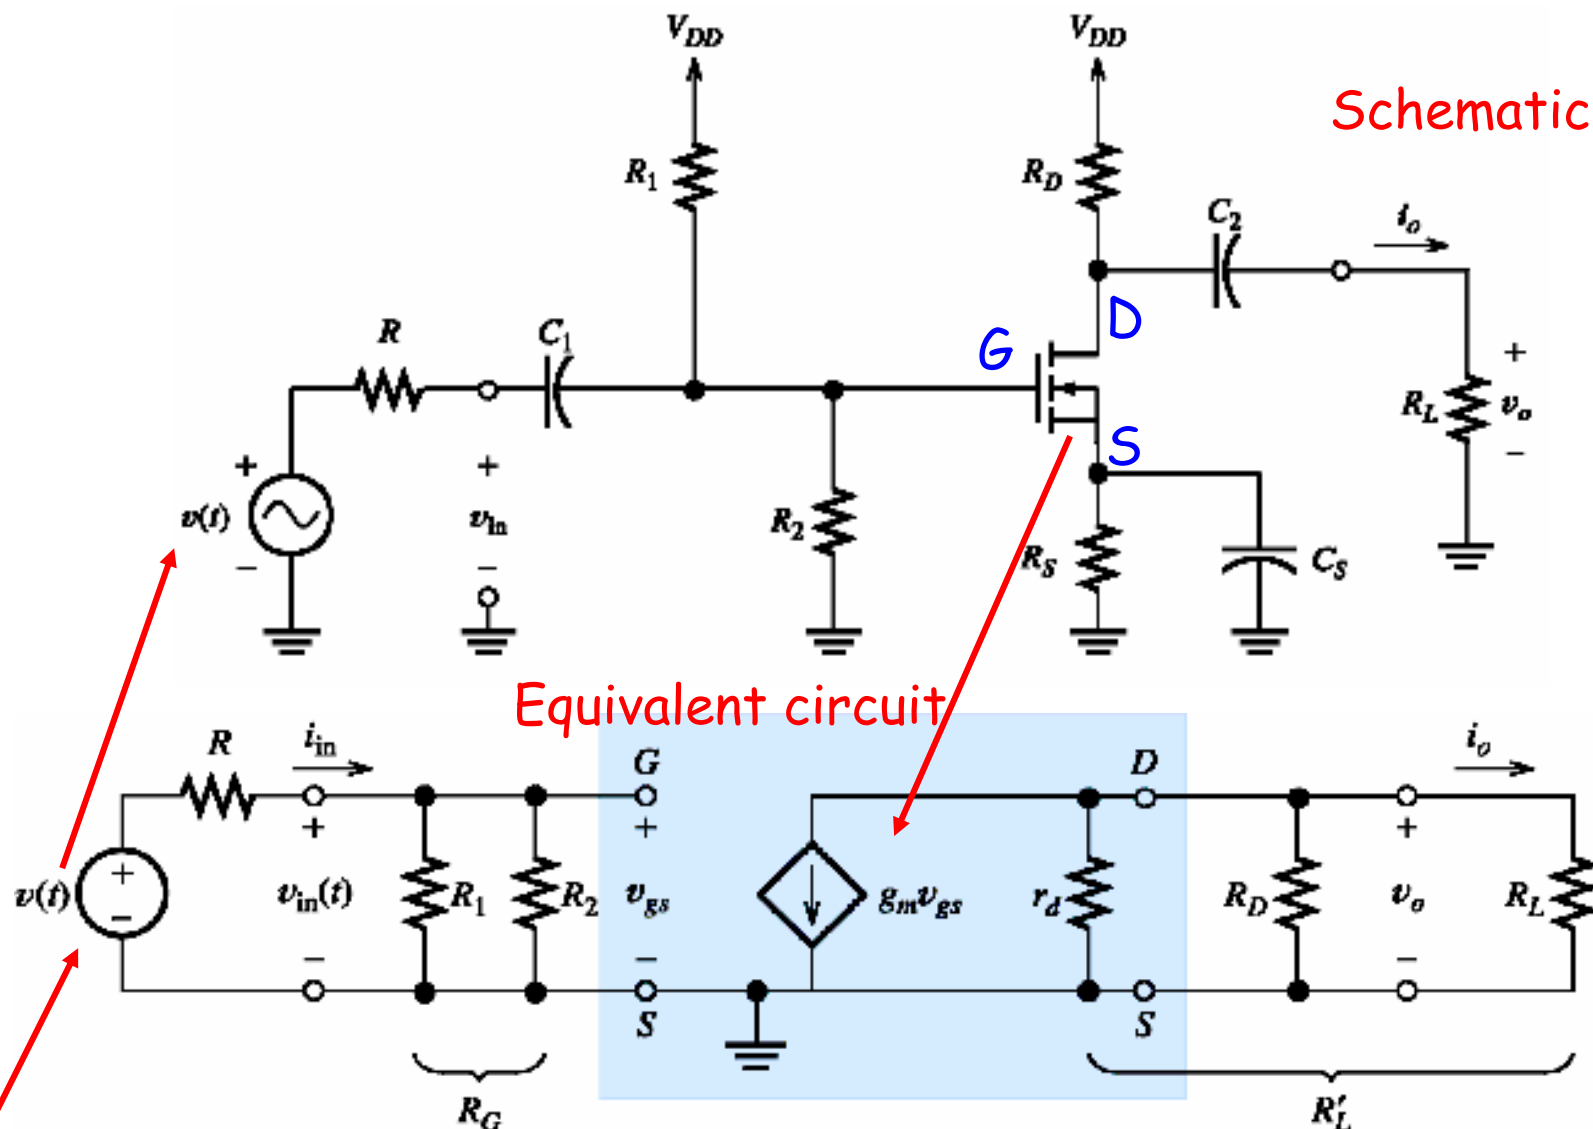 V_DD V_DD
Schematic
R_1 R_D
C_2 i_o
R C_1 G D
+
R_L v_o
S −
+ +
v(t) v_in R_2
− − R_S C_S
Equivalent circuit
R i_in G D i_o
+ + +
+
v(t) v_in(t) R_1 R_2 v_gs g_m v_gs r_d R_D v_o R_L
−
− − −
S S
R_G R′_L